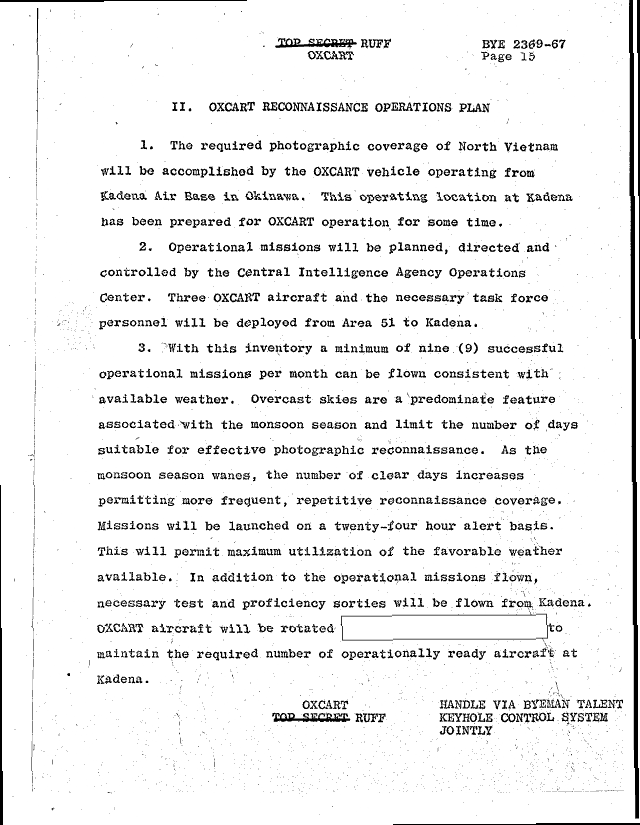 TOP SECRET RUFF
OXCART
BYE 2369-67
Page 15
II. OXCART RECONNAISSANCE OPERATIONS PLAN
1. The required photographic coverage of North Vietnam
will be accomplished by the OXCART vehicle operating from
Kadena Air Base in Okinawa. This operating location at Kadena
has been prepared for OXCART operation for some time.
2. Operational missions will be planned, directed and
controlled by the Central Intelligence Agency Operations
Center. Three OXCART aircraft and the necessary task force
personnel will be deployed from Area 51 to Kadena.
3. With this inventory a minimum of nine (9) successful
operational missions per month can be flown consistent with
available weather. Overcast skies are a predominate feature
associated with the monsoon season and limit the number of days
suitable for effective photographic reconnaissance. As the
monsoon season wanes, the number of clear days increases
permitting more frequent, repetitive reconnaissance coverage.
Missions will be launched on a twenty-four hour alert basis.
This will permit maximum utilization of the favorable weather
available. In addition to the operational missions flown,
necessary test and proficiency sorties will be flown from Kadena.
OXCART aircraft will be rotated to
maintain the required number of operationally ready aircraft at
Kadena.
OXCART
TOP SECRET RUFF
HANDLE VIA BYEMAN TALENT
KEYHOLE CONTROL SYSTEM
JOINTLY